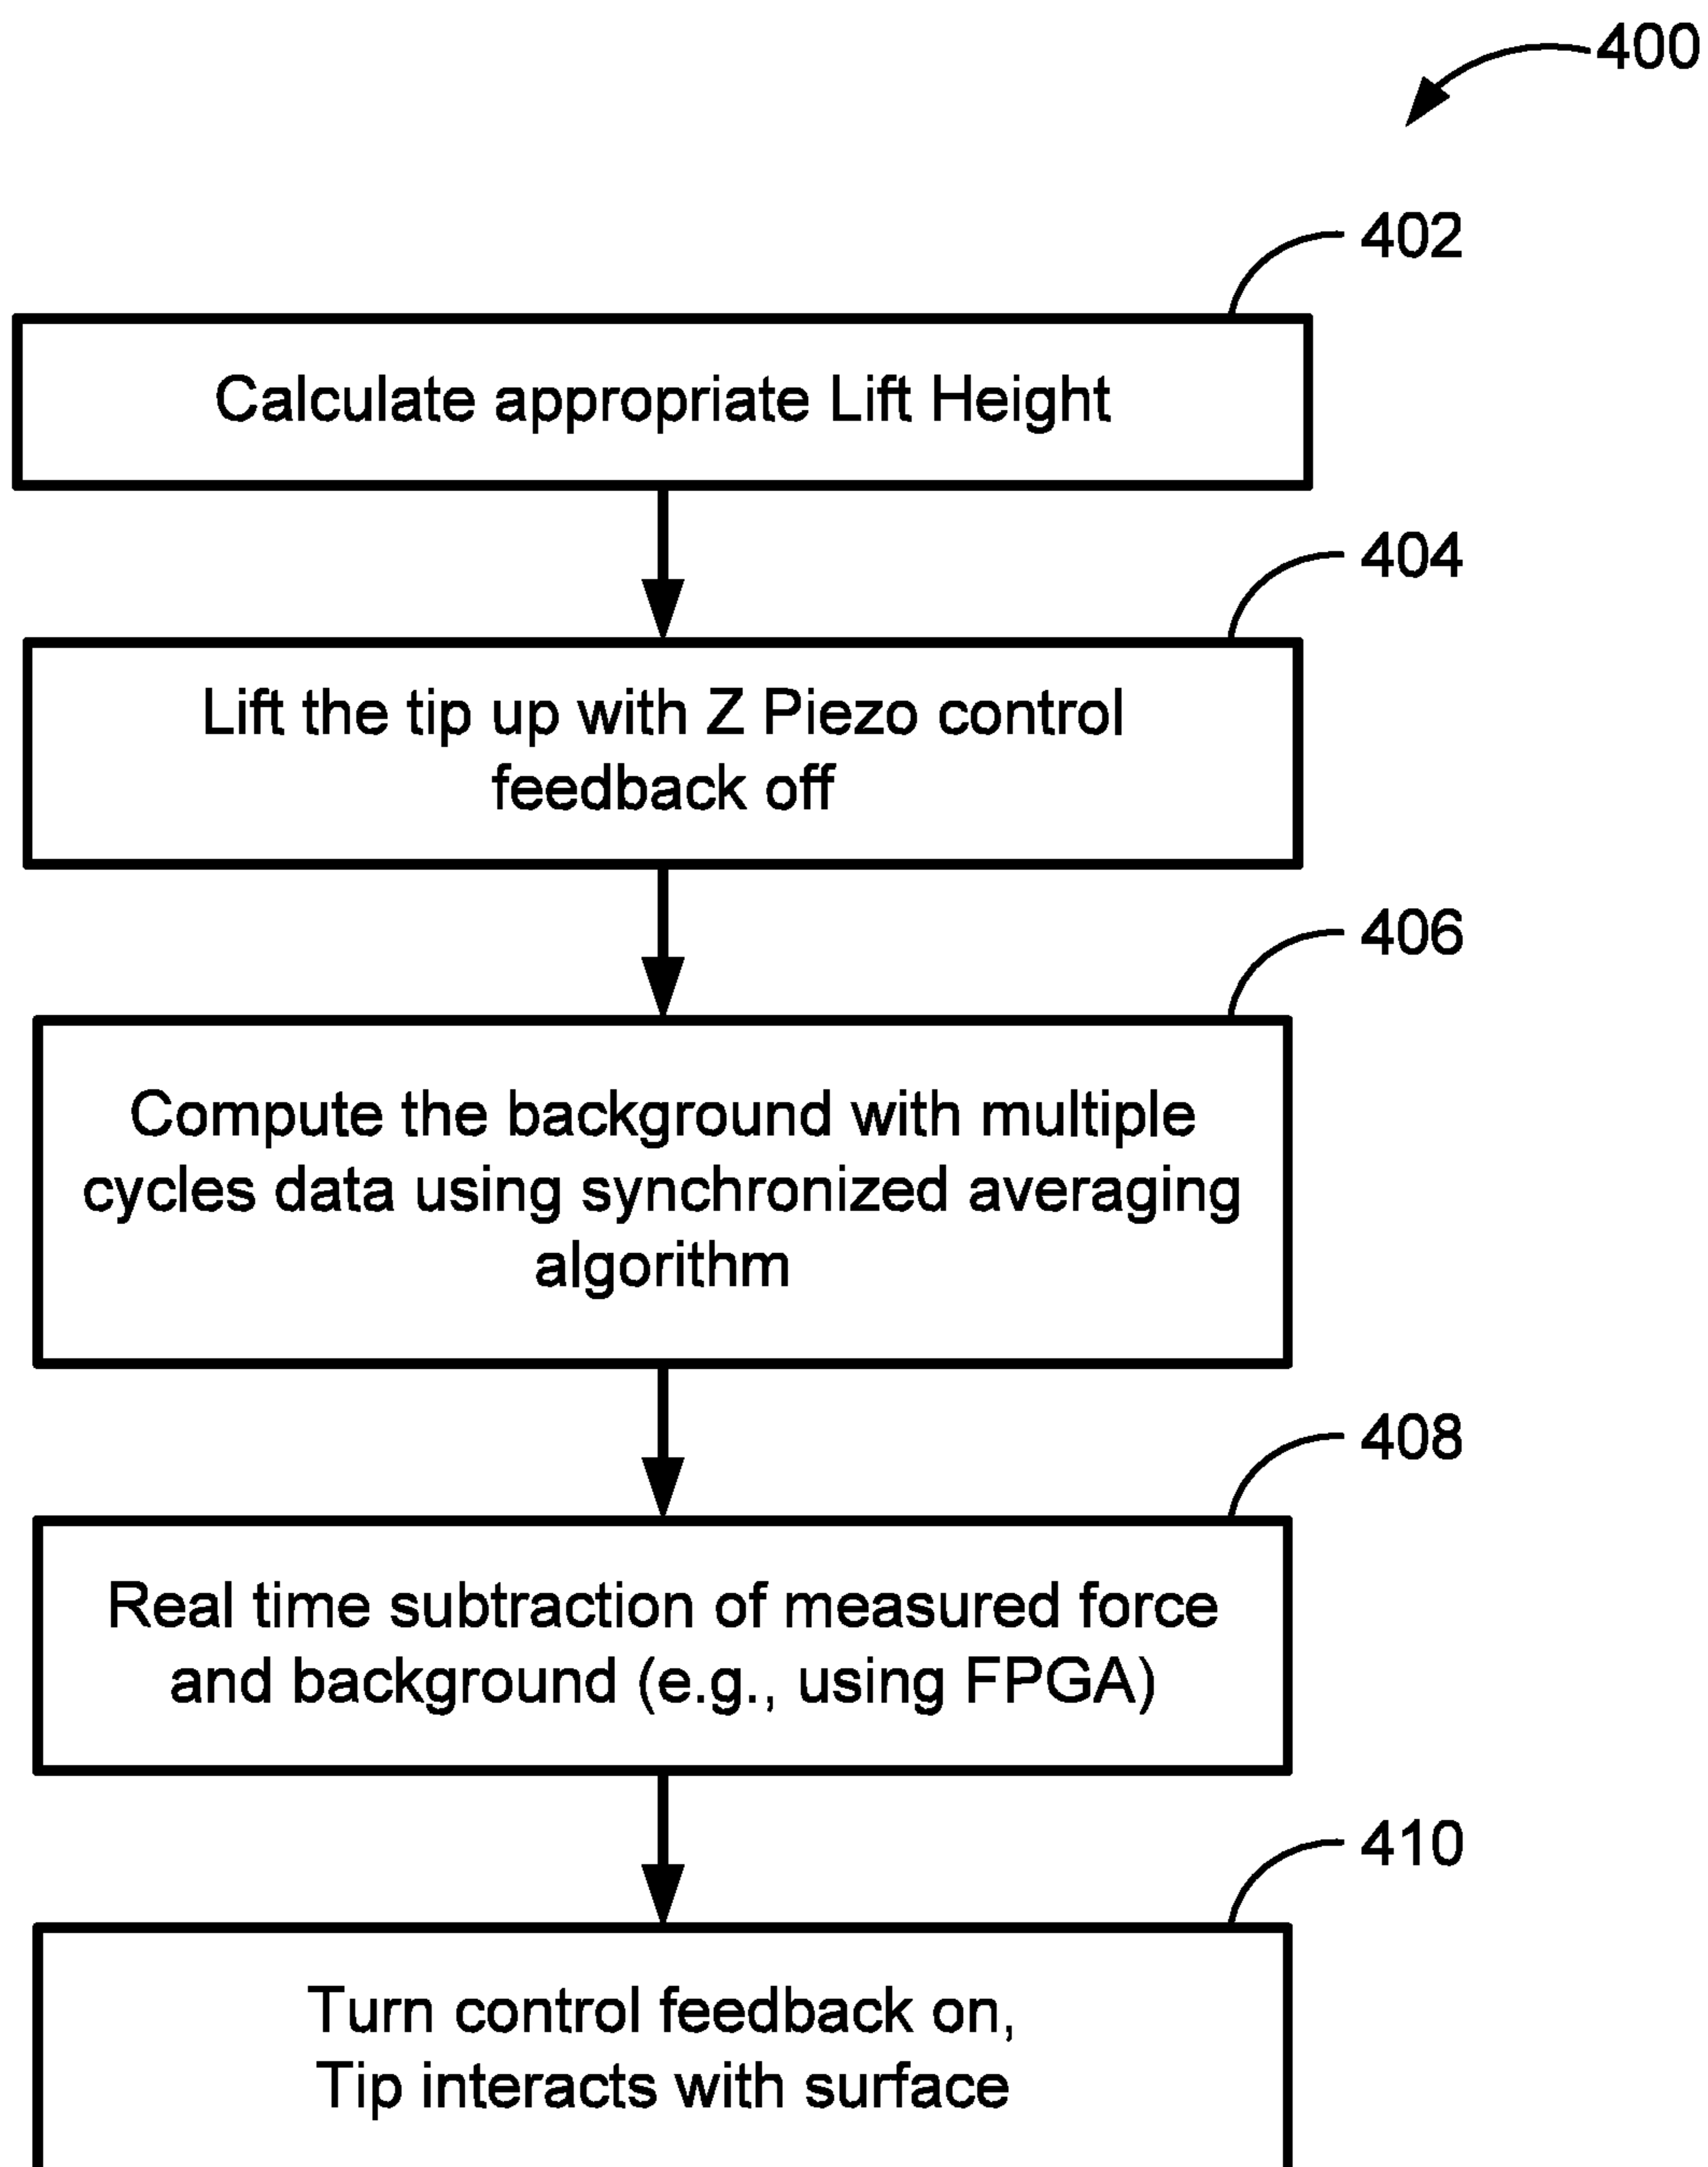 400
402
Calculate appropriate Lift Height
404
Lift the tip up with Z Piezo control
feedback off
406
Compute the background with multiple
cycles data using synchronized averaging
algorithm
408
Real time subtraction of measured force
and background (e.g., using FPGA)
410
Turn control feedback on,
Tip interacts with surface